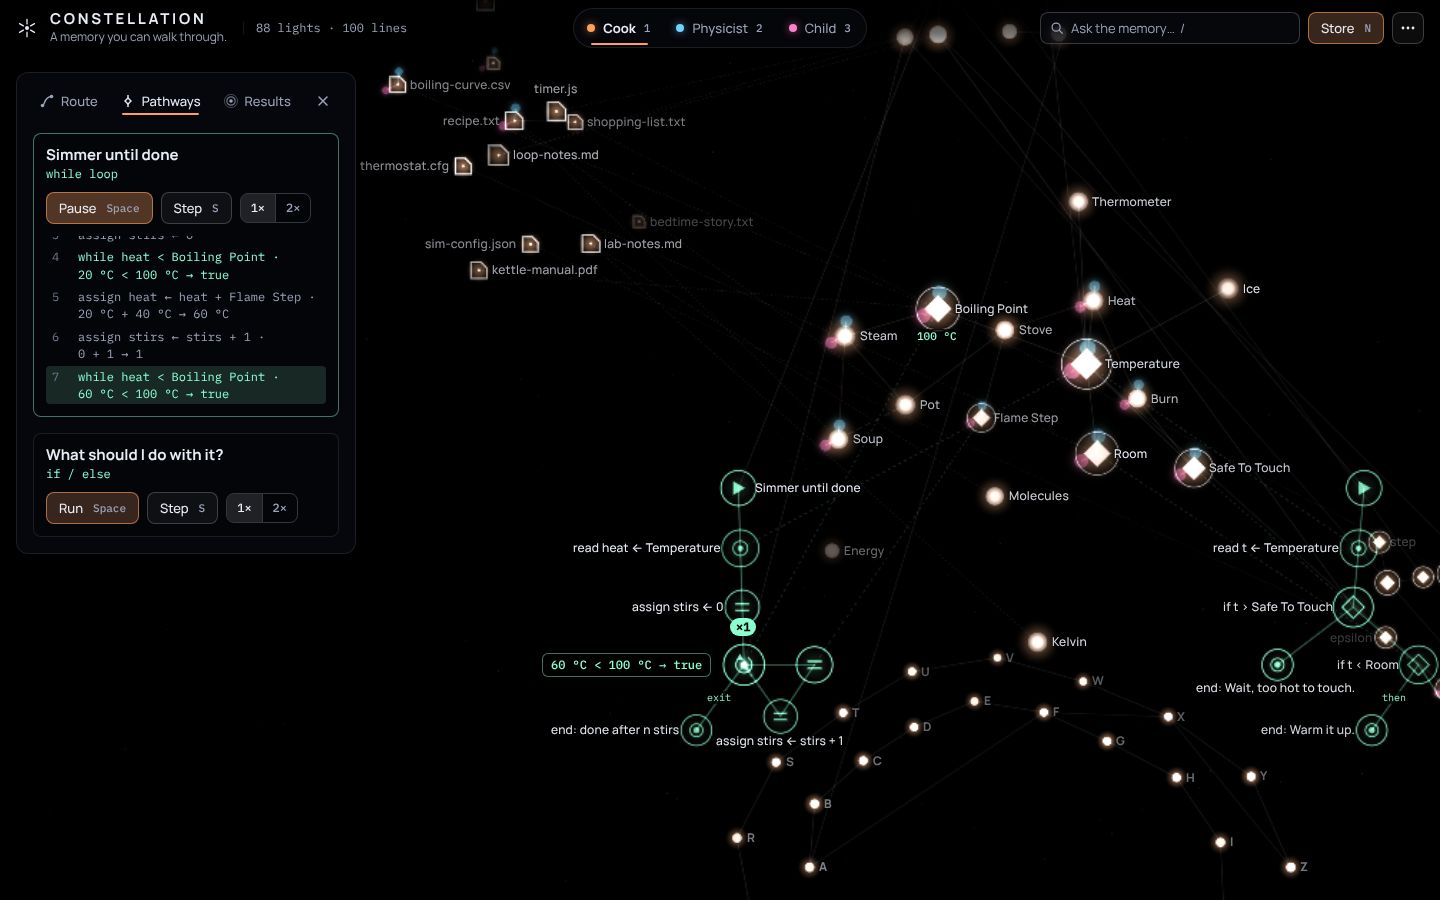 CONSTELLATION
A memory you can walk through.
88 lights · 100 lines
Cook 1
Physicist 2
Child 3
Ask the memory... /
Store N
Route
Pathways
Results
Simmer until done
while loop
Pause Space
Step S
1×
2×
3 assign stirs ← 0
4 while heat < Boiling Point ·
20 °C < 100 °C → true
5 assign heat ← heat + Flame Step ·
20 °C + 40 °C → 60 °C
6 assign stirs ← stirs + 1 ·
0 + 1 → 1
7 while heat < Boiling Point ·
60 °C < 100 °C → true
What should I do with it?
if / else
Run Space
Step S
1×
2×
boiling-curve.csv
timer.js
recipe.txt
shopping-list.txt
loop-notes.md
thermostat.cfg
bedtime-story.txt
sim-config.json
lab-notes.md
kettle-manual.pdf
Thermometer
Ice
Heat
Boiling Point
100 °C
Stove
Steam
Temperature
Burn
Pot
Flame Step
Soup
Room
Safe To Touch
Molecules
Energy
Kelvin
Simmer until done
read heat ← Temperature
assign stirs ← 0
×1
60 °C < 100 °C → true
exit
end: done after n stirs
assign stirs ← stirs + 1
read t ← Temperature
step
if t > Safe To Touch
epsilon
if t < Room
end: Wait, too hot to touch.
then
end: Warm it up.
U
V
W
T
D
E
F
X
G
S
C
H
Y
B
R
A
I
Z